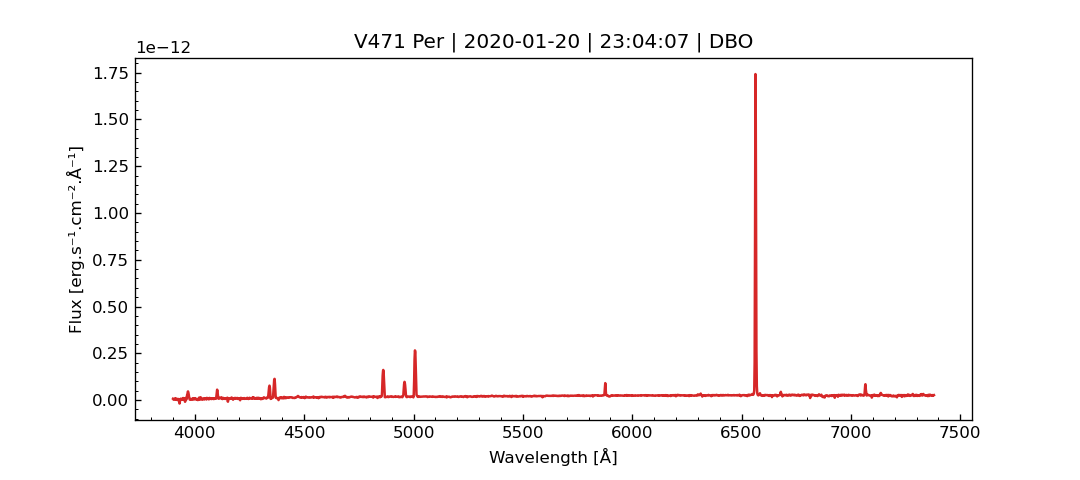 V471 Per | 2020-01-20 | 23:04:07 | DBO
1e−12
1.75
1.50
1.25
1.00
0.75
0.50
0.25
0.00
Flux [erg.s⁻¹.cm⁻².Å⁻¹]
4000 4500 5000 5500 6000 6500 7000 7500
Wavelength [Å]